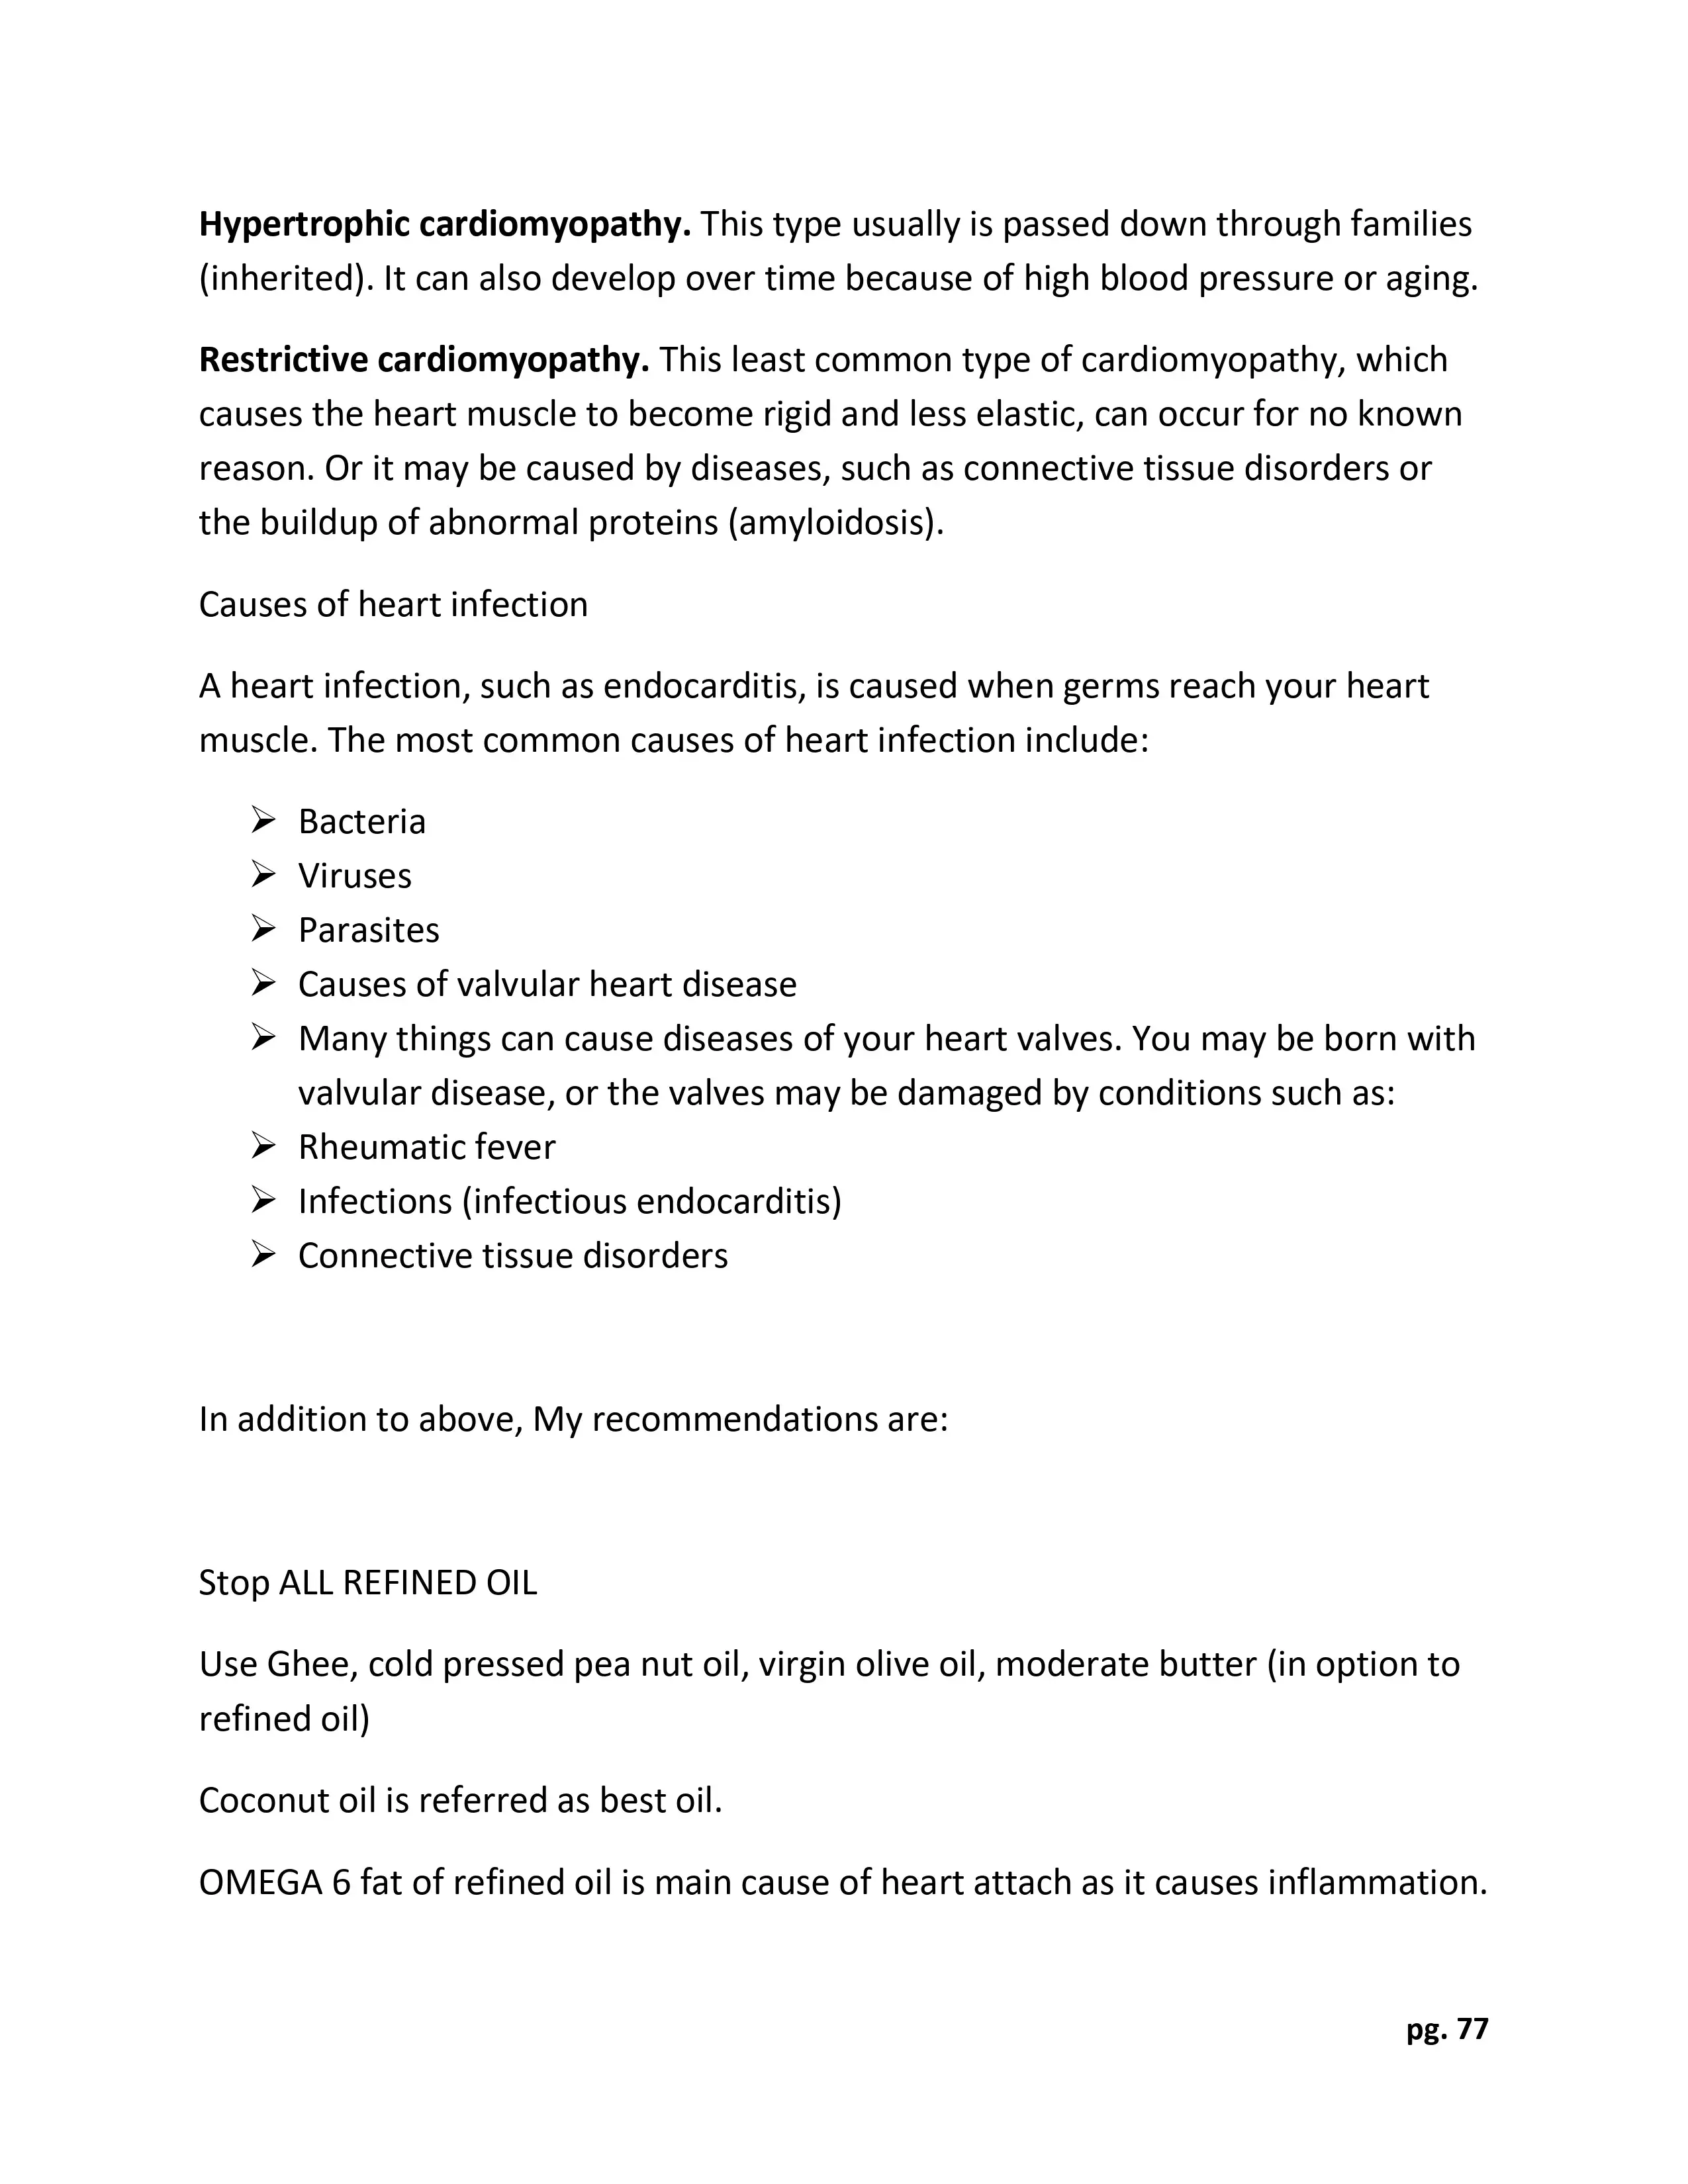 Hypertrophic cardiomyopathy. This type usually is passed down through families
(inherited). It can also develop over time because of high blood pressure or aging.
Restrictive cardiomyopathy. This least common type of cardiomyopathy, which
causes the heart muscle to become rigid and less elastic, can occur for no known
reason. Or it may be caused by diseases, such as connective tissue disorders or
the buildup of abnormal proteins (amyloidosis).
Causes of heart infection
A heart infection, such as endocarditis, is caused when germs reach your heart
muscle. The most common causes of heart infection include:
➢ Bacteria
➢ Viruses
➢ Parasites
➢ Causes of valvular heart disease
➢ Many things can cause diseases of your heart valves. You may be born with
valvular disease, or the valves may be damaged by conditions such as:
➢ Rheumatic fever
➢ Infections (infectious endocarditis)
➢ Connective tissue disorders
In addition to above, My recommendations are:
Stop ALL REFINED OIL
Use Ghee, cold pressed pea nut oil, virgin olive oil, moderate butter (in option to
refined oil)
Coconut oil is referred as best oil.
OMEGA 6 fat of refined oil is main cause of heart attach as it causes inflammation.
pg. 77